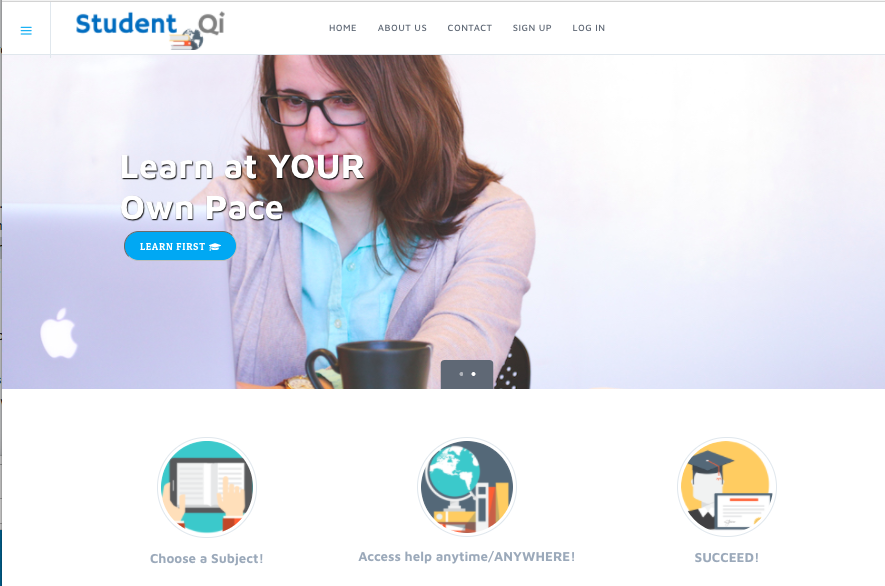 Student Qi
HOME ABOUT US CONTACT SIGN UP LOG IN
Learn at YOUR
Own Pace
LEARN FIRST
Choose a Subject!
Access help anytime/ANYWHERE!
SUCCEED!